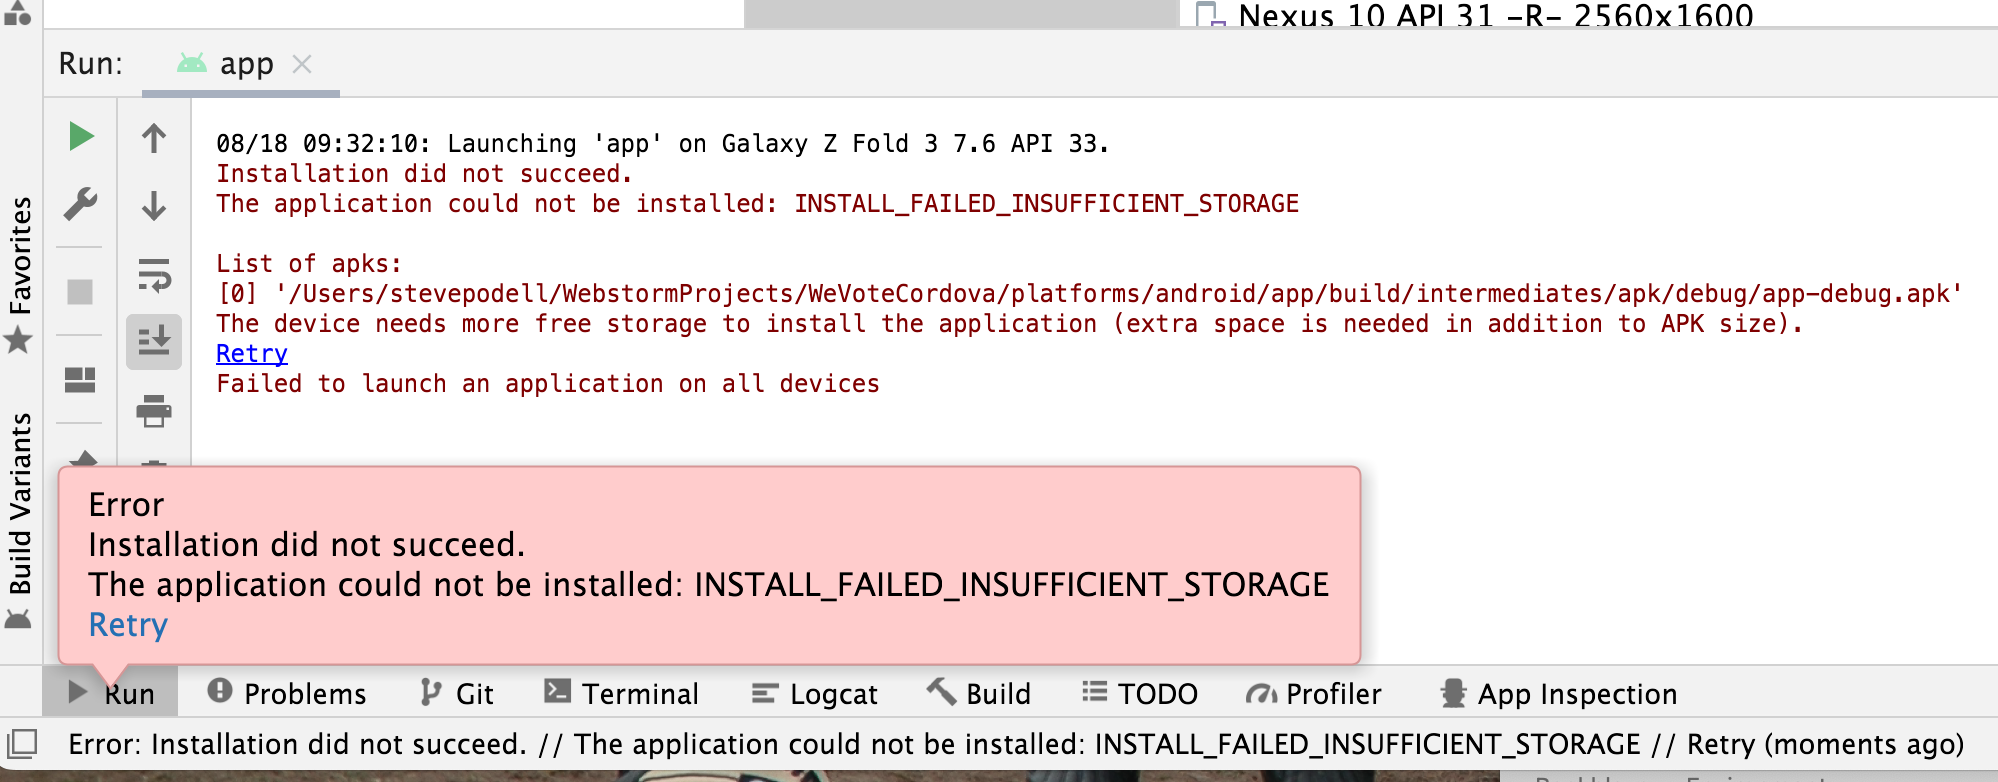 Nexus 10 API 31 -R- 2560x1600
Run: app
08/18 09:32:10: Launching 'app' on Galaxy Z Fold 3 7.6 API 33.
Installation did not succeed.
The application could not be installed: INSTALL_FAILED_INSUFFICIENT_STORAGE
List of apks:
[0] '/Users/stevepodell/WebstormProjects/WeVoteCordova/platforms/android/app/build/intermediates/apk/debug/app-debug.apk'
The device needs more free storage to install the application (extra space is needed in addition to APK size).
Retry
Failed to launch an application on all devices
Favorites
Build Variants
Error
Installation did not succeed.
The application could not be installed: INSTALL_FAILED_INSUFFICIENT_STORAGE
Retry
Run Problems Git Terminal Logcat Build TODO Profiler App Inspection
Error: Installation did not succeed. // The application could not be installed: INSTALL_FAILED_INSUFFICIENT_STORAGE // Retry (moments ago)